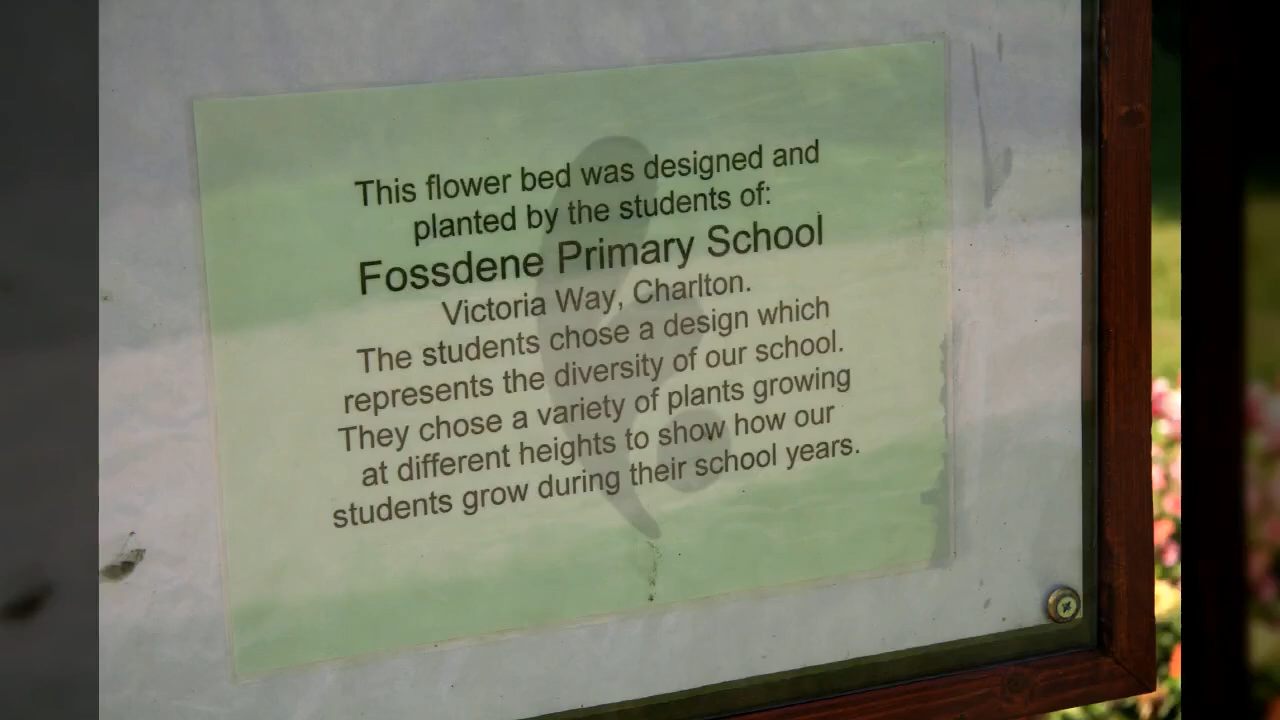 This flower bed was designed and
planted by the students of:
Fossdene Primary School
Victoria Way, Charlton.
The students chose a design which
represents the diversity of our school.
They chose a variety of plants growing
at different heights to show how our
students grow during their school years.